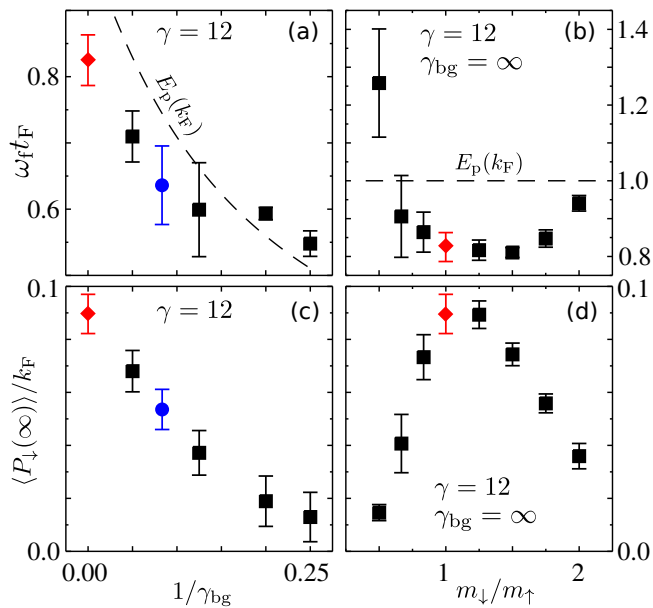 γ = 12
(a)
E_p(k_F)
0.8
0.6
ω_f t_F
γ = 12
γ_bg = ∞
(b)
E_p(k_F)
1.4
1.2
1.0
0.8
γ = 12
(c)
0.1
0.0
⟨P_↓(∞)⟩/k_F
0.00
0.25
1/γ_bg
(d)
γ = 12
γ_bg = ∞
0.1
0.0
1
2
m_↓/m_↑